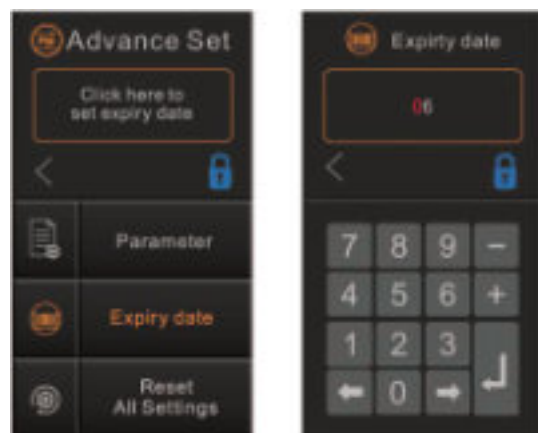 Advance Set
Click here to
set expiry date
Parameter
Expiry date
Reset
All Settings
Expirty date
06
7 8 9 -
4 5 6 +
1 2 3
0